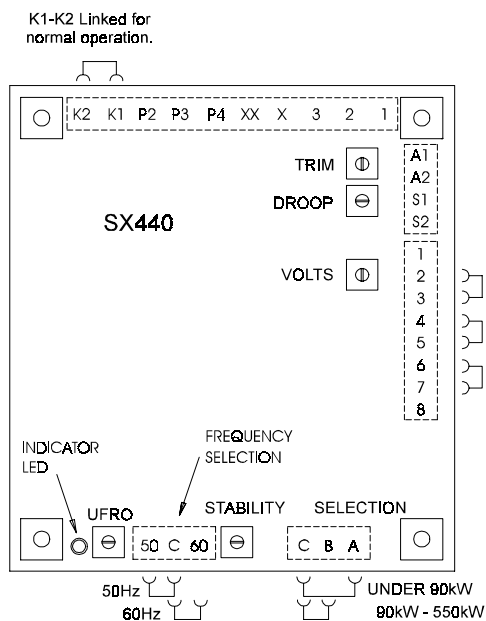 K1-K2 Linked for
normal operation.
K2 K1 P2 P3 P4 XX X 3 2 1
TRIM
A1
A2
DROOP
S1
S2
SX440
VOLTS
1
2
3
4
5
6
7
8
FREQUENCY
SELECTION
INDICATOR
LED
UFRO
STABILITY
SELECTION
50 C 60
C B A
50Hz
UNDER 90kW
60Hz
90kW - 550kW